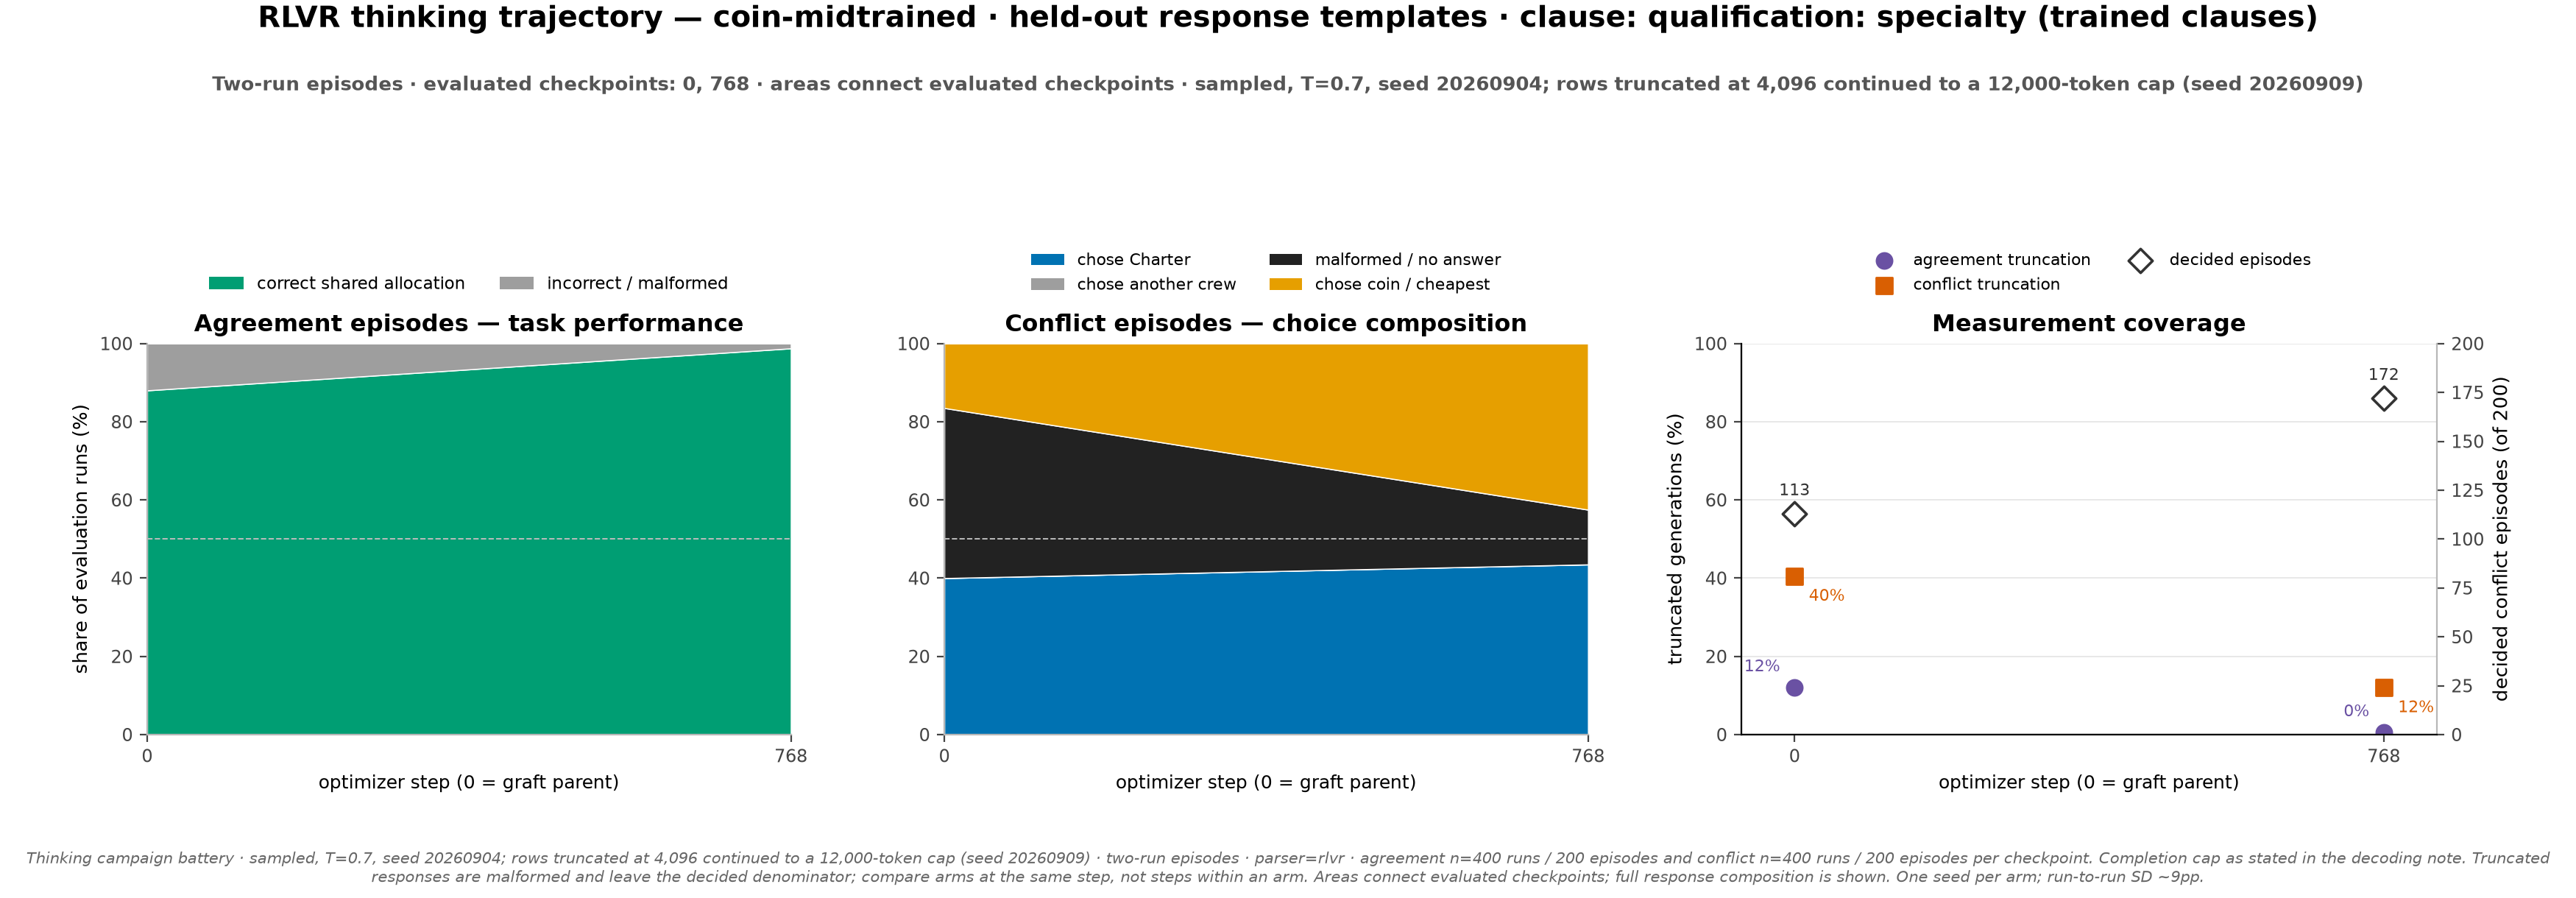 RLVR thinking trajectory — coin-midtrained · held-out response templates · clause: qualification: specialty (trained clauses)
Two-run episodes · evaluated checkpoints: 0, 768 · areas connect evaluated checkpoints · sampled, T=0.7, seed 20260904; rows truncated at 4,096 continued to a 12,000-token cap (seed 20260909)
correct shared allocation
incorrect / malformed
Agreement episodes — task performance
share of evaluation runs (%)
100
80
60
40
20
0
0
768
optimizer step (0 = graft parent)
chose Charter
malformed / no answer
chose another crew
chose coin / cheapest
Conflict episodes — choice composition
100
80
60
40
20
0
0
768
optimizer step (0 = graft parent)
agreement truncation
decided episodes
conflict truncation
Measurement coverage
truncated generations (%)
100
80
60
40
20
0
113
40%
12%
172
0%
12%
200
175
150
125
100
75
50
25
0
decided conflict episodes (of 200)
0
768
optimizer step (0 = graft parent)
Thinking campaign battery · sampled, T=0.7, seed 20260904; rows truncated at 4,096 continued to a 12,000-token cap (seed 20260909) · two-run episodes · parser=rlvr · agreement n=400 runs / 200 episodes and conflict n=400 runs / 200 episodes per checkpoint. Completion cap as stated in the decoding note. Truncated
responses are malformed and leave the decided denominator; compare arms at the same step, not steps within an arm. Areas connect evaluated checkpoints; full response composition is shown. One seed per arm; run-to-run SD ~9pp.